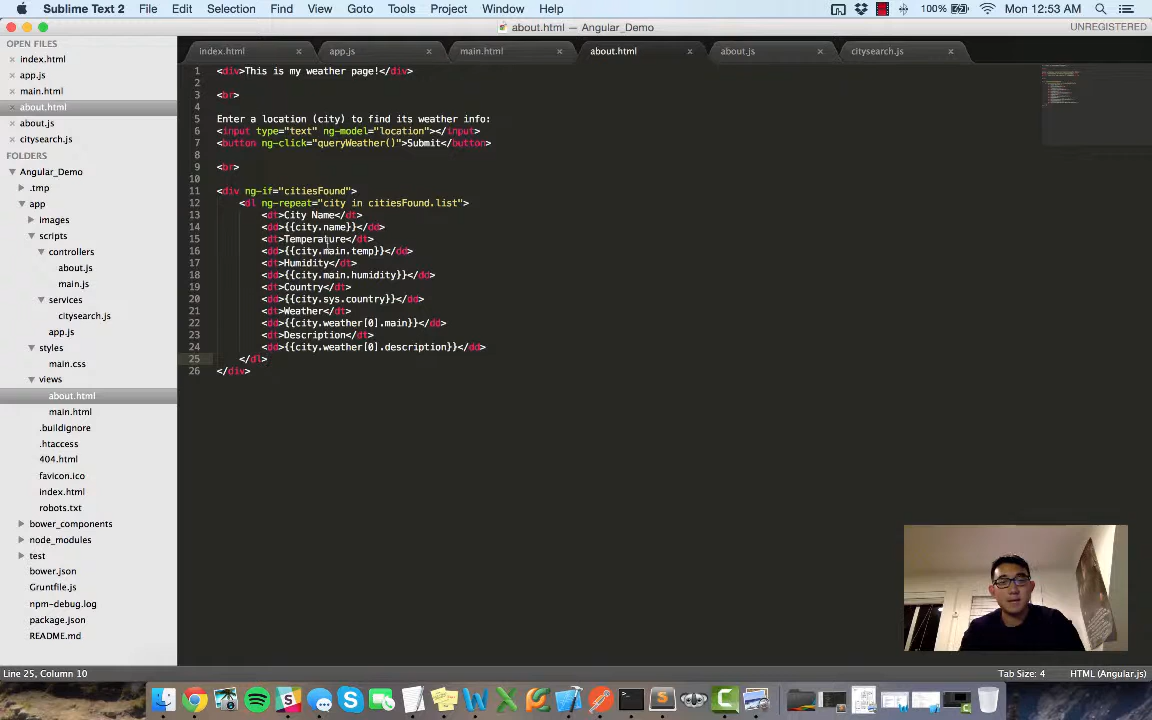 Sublime Text 2 File Edit Selection Find View Goto Tools Project Window Help 100% Mon 12:53 AM
about.html — Angular_Demo UNREGISTERED
OPEN FILES
index.html
app.js
main.html
about.html
about.js
citysearch.js
FOLDERS
Angular_Demo
.tmp
app
images
scripts
controllers
about.js
main.js
services
citysearch.js
app.js
styles
main.css
views
about.html
main.html
.buildignore
.htaccess
404.html
favicon.ico
index.html
robots.txt
bower_components
node_modules
test
bower.json
Gruntfile.js
npm-debug.log
package.json
README.md
index.html app.js main.html about.html about.js citysearch.js
1 <div>This is my weather page!</div>
2
3 <br>
4
5 Enter a location (city) to find its weather info:
6 <input type="text" ng-model="location"></input>
7 <button ng-click="queryWeather()">Submit</button>
8
9 <br>
10
11 <div ng-if="citiesFound">
12 <dl ng-repeat="city in citiesFound.list">
13 <dt>City Name</dt>
14 <dd>{{city.name}}</dd>
15 <dt>Temperature</dt>
16 <dd>{{city.main.temp}}</dd>
17 <dt>Humidity</dt>
18 <dd>{{city.main.humidity}}</dd>
19 <dt>Country</dt>
20 <dd>{{city.sys.country}}</dd>
21 <dt>Weather</dt>
22 <dd>{{city.weather[0].main}}</dd>
23 <dt>Description</dt>
24 <dd>{{city.weather[0].description}}</dd>
25 </dl>
26 </div>
Line 25, Column 10 Tab Size: 4 HTML (Angular.js)